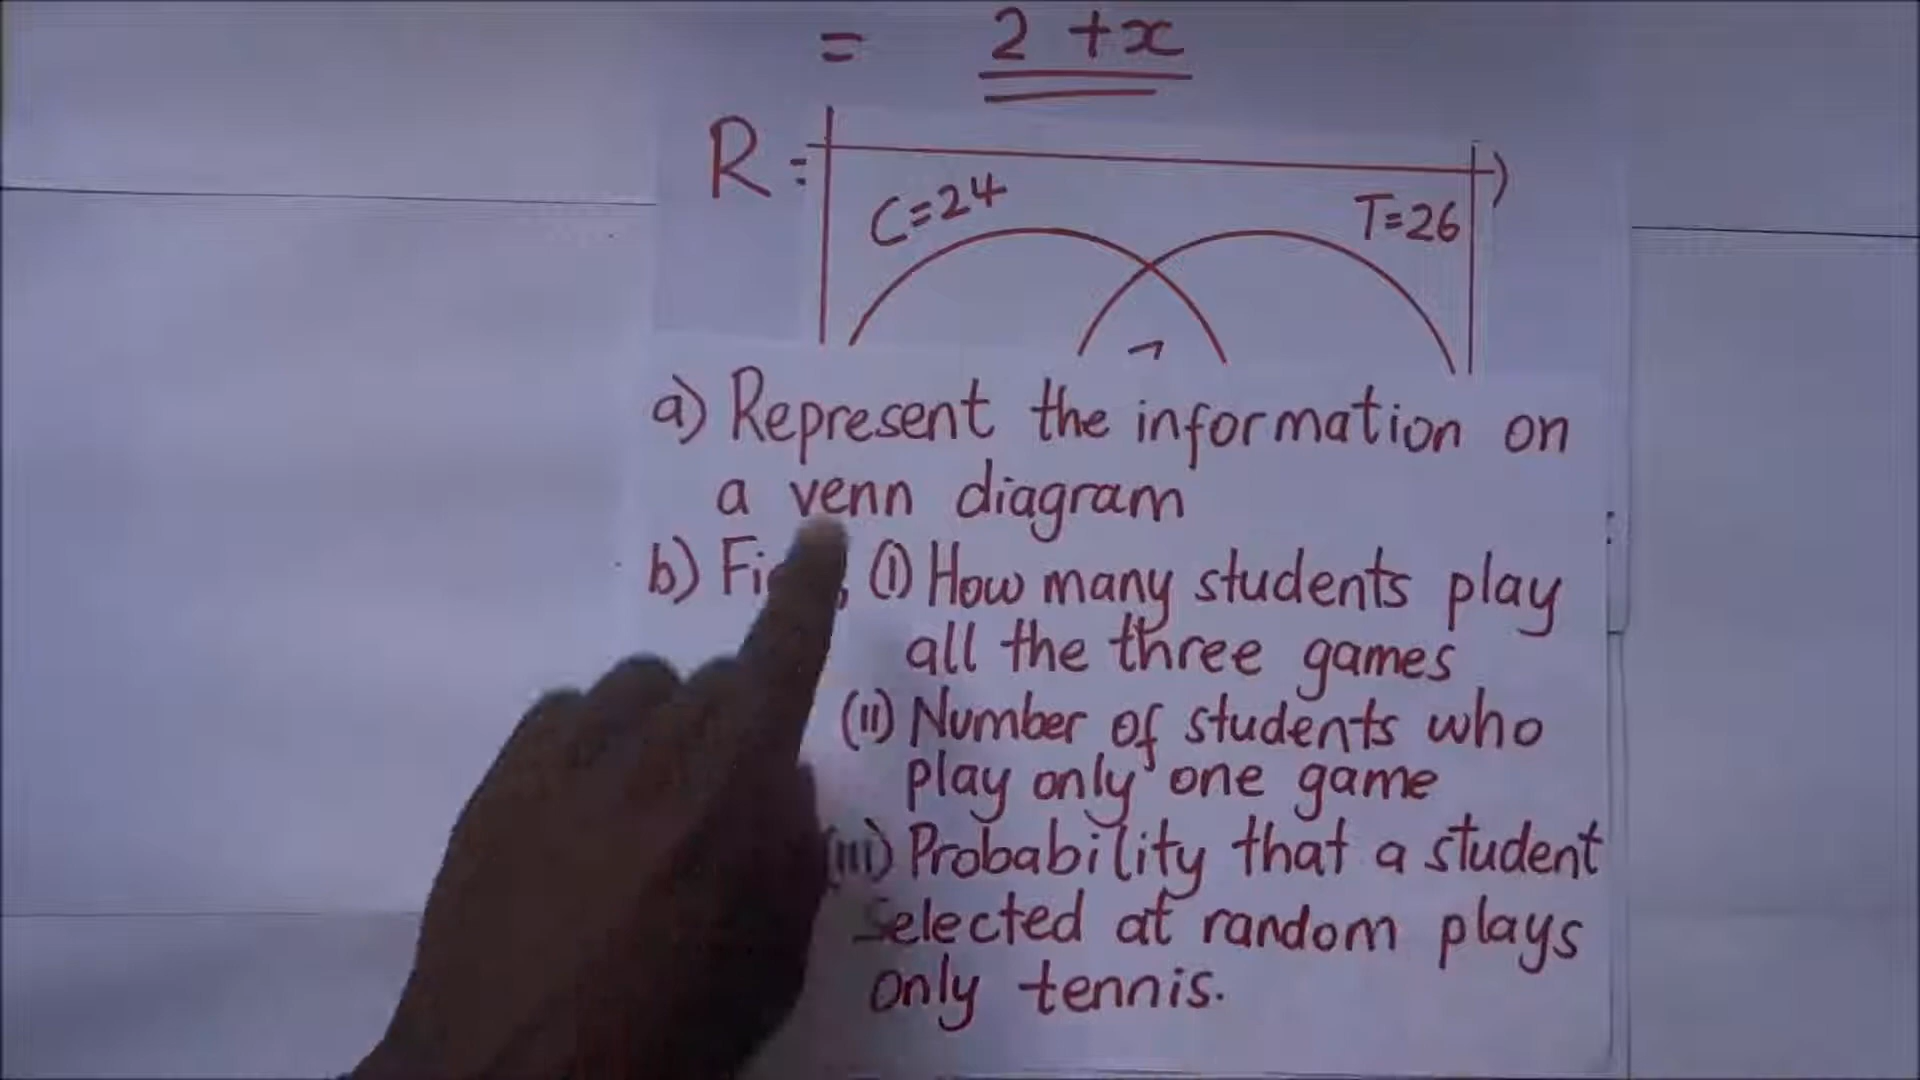 = 2 + x
R:
C=24 T=26
a) Represent the information on
a venn diagram
b) (i) How many students play
all the three games
(ii) Number of students who
play only one game
(iii) Probability that a student
Selected at random plays
only tennis.